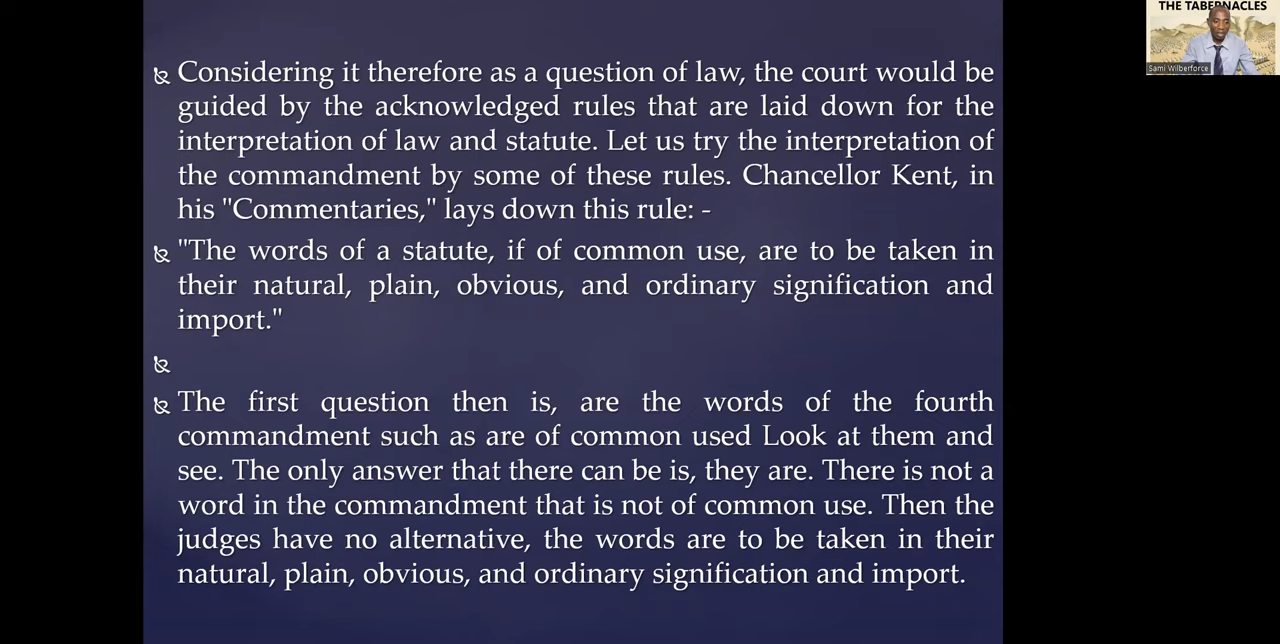 Considering it therefore as a question of law, the court would be
guided by the acknowledged rules that are laid down for the
interpretation of law and statute. Let us try the interpretation of
the commandment by some of these rules. Chancellor Kent, in
his "Commentaries," lays down this rule: -
"The words of a statute, if of common use, are to be taken in
their natural, plain, obvious, and ordinary signification and
import."
The first question then is, are the words of the fourth
commandment such as are of common used Look at them and
see. The only answer that there can be is, they are. There is not a
word in the commandment that is not of common use. Then the
judges have no alternative, the words are to be taken in their
natural, plain, obvious, and ordinary signification and import.
THE TABERNACLES
Sami Wilberforce